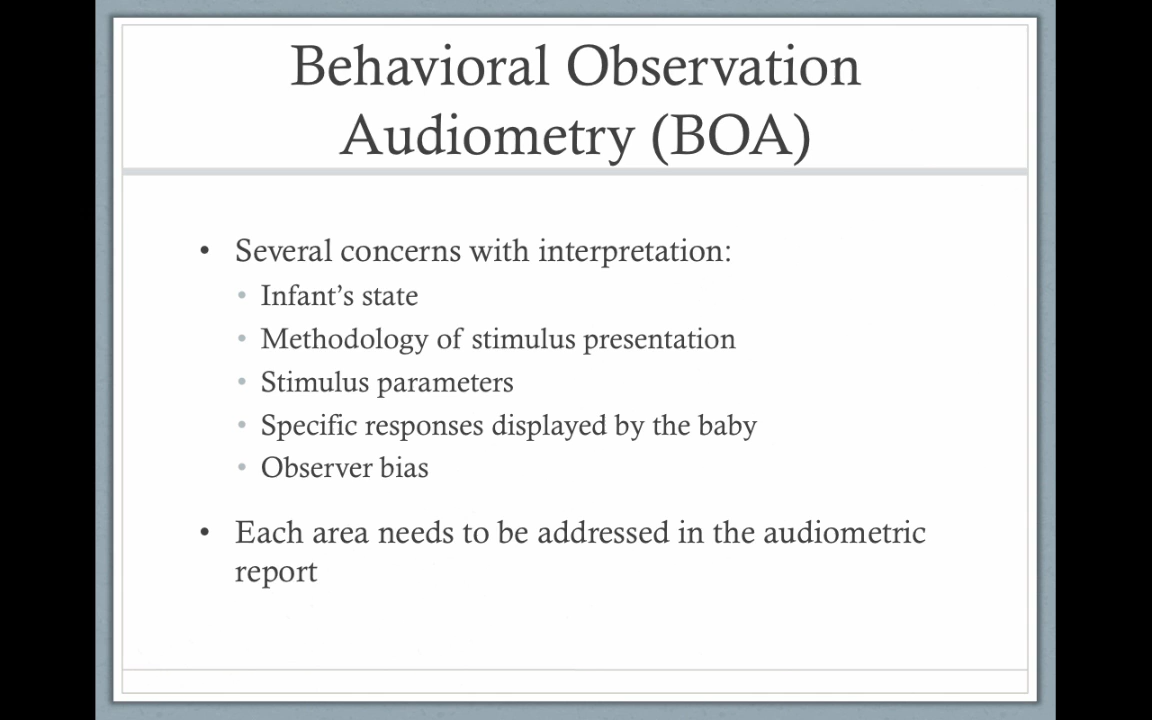 Behavioral Observation
Audiometry (BOA)
• Several concerns with interpretation:
• Infant's state
• Methodology of stimulus presentation
• Stimulus parameters
• Specific responses displayed by the baby
• Observer bias
• Each area needs to be addressed in the audiometric
report